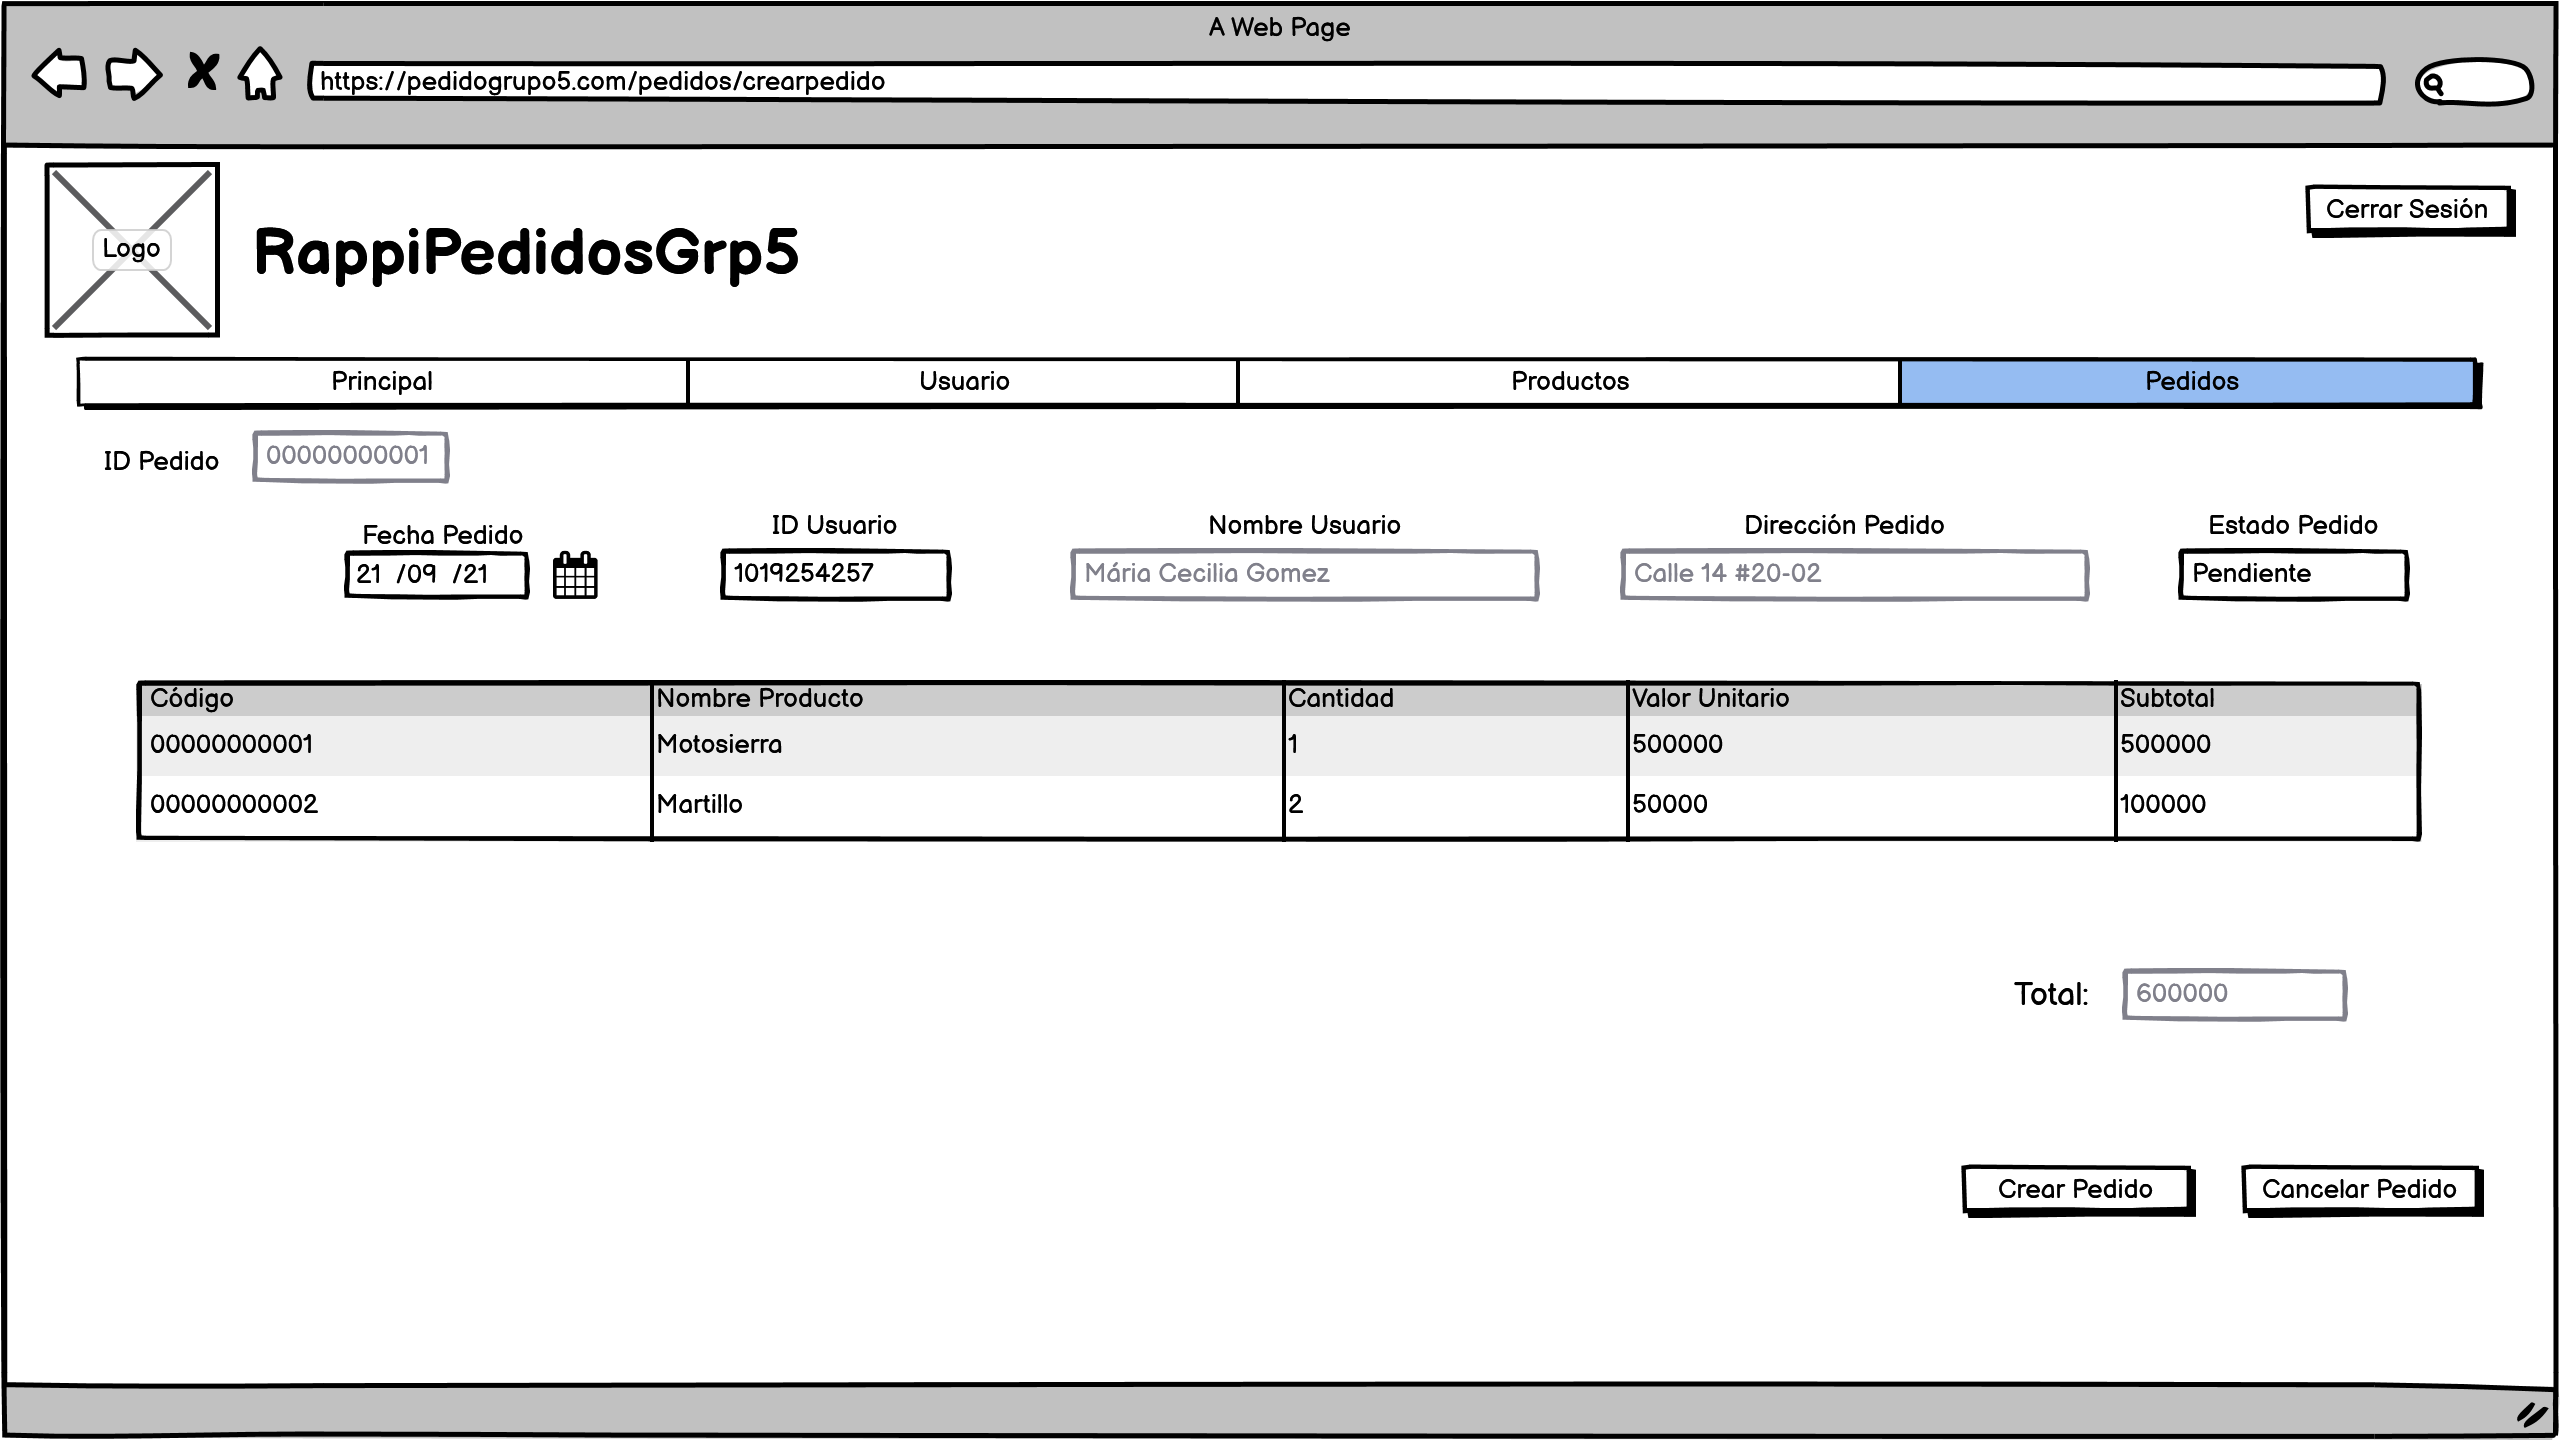 A Web Page
https://pedidogrupo5.com/pedidos/crearpedido
Logo
RappiPedidosGrp5
Cerrar Sesión
Principal Usuario Productos Pedidos
ID Pedido 00000000001
Fecha Pedido ID Usuario Nombre Usuario Dirección Pedido Estado Pedido
21 /09 /21 1019254257 Mária Cecilia Gomez Calle 14 #20-02 Pendiente
Código Nombre Producto Cantidad Valor Unitario Subtotal
00000000001 Motosierra 1 500000 500000
00000000002 Martillo 2 50000 100000
Total: 600000
Crear Pedido Cancelar Pedido